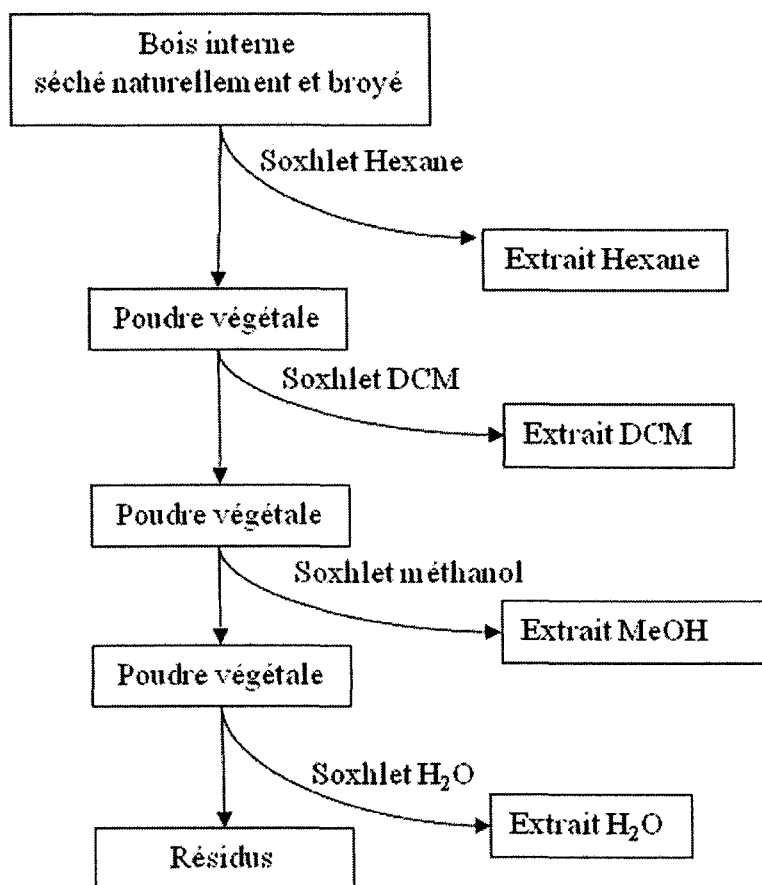 Bois interne
séché naturellement et broyé
Soxhlet Hexane
Extrait Hexane
Poudre végétale
Soxhlet DCM
Extrait DCM
Poudre végétale
Soxhlet méthanol
Extrait MeOH
Poudre végétale
Soxhlet H₂O
Extrait H₂O
Résidus